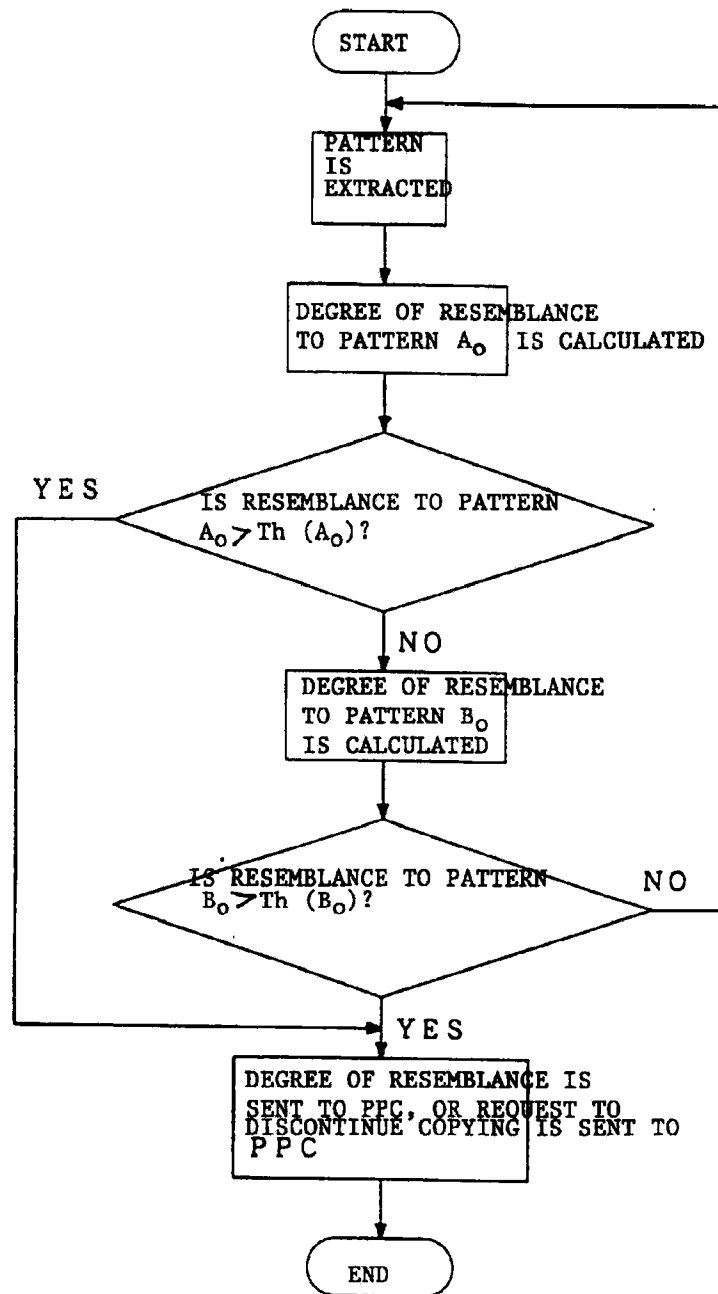 START
PATTERN
IS
EXTRACTED
DEGREE OF RESEMBLANCE
TO PATTERN A₀ IS CALCULATED
YES
IS RESEMBLANCE TO PATTERN
A₀>Th (A₀)?
NO
DEGREE OF RESEMBLANCE
TO PATTERN B₀
IS CALCULATED
IS RESEMBLANCE TO PATTERN
B₀>Th (B₀)?
NO
YES
DEGREE OF RESEMBLANCE IS
SENT TO PPC, OR REQUEST TO
DISCONTINUE COPYING IS SENT TO
PPC
END